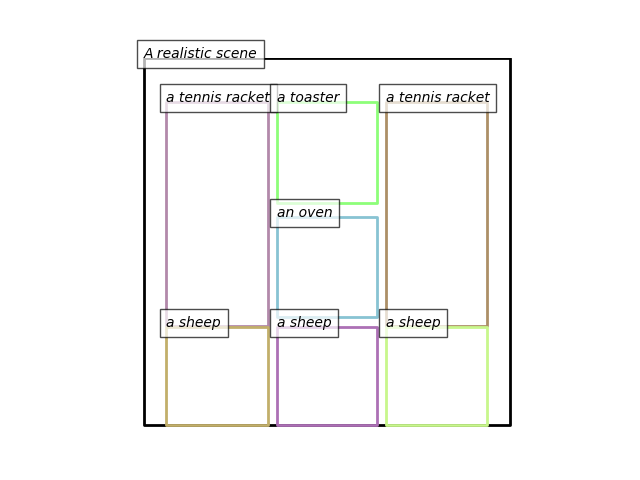 A realistic scene
a tennis racket
a toaster
a tennis racket
an oven
a sheep
a sheep
a sheep